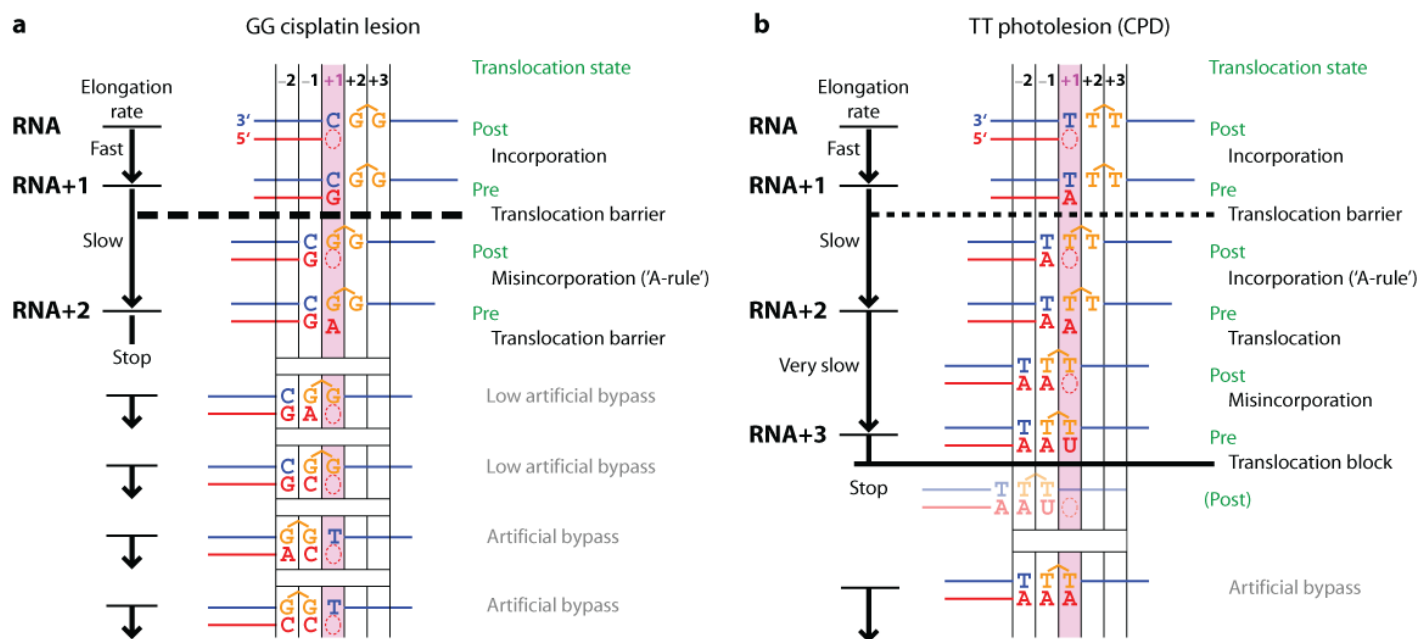 a GG cisplatin lesion
Translocation state
–2 –1 +1 +2 +3
Elongation
rate
RNA
3′ C G G
5′
Post
Incorporation
Fast
RNA+1
C G G
G
Pre
Translocation barrier
Slow
C G G
G
Post
Misincorporation ('A-rule')
RNA+2
C G G
G A
Pre
Translocation barrier
Stop
C G G
G A
Low artificial bypass
C G G
G C
Low artificial bypass
G G T
A C
Artificial bypass
G G T
C C
Artificial bypass
b TT photolesion (CPD)
Translocation state
–2 –1 +1 +2 +3
Elongation
rate
RNA
3′ T T T
5′
Post
Incorporation
Fast
RNA+1
T T T
A
Pre
Translocation barrier
Slow
T T T
A
Post
Incorporation ('A-rule')
RNA+2
T T T
A A
Pre
Translocation
Very slow
T T T
A A
Post
Misincorporation
RNA+3
T T T
A A U
Pre
Translocation block
Stop
T T T
A A U
(Post)
T T T
A A A
Artificial bypass